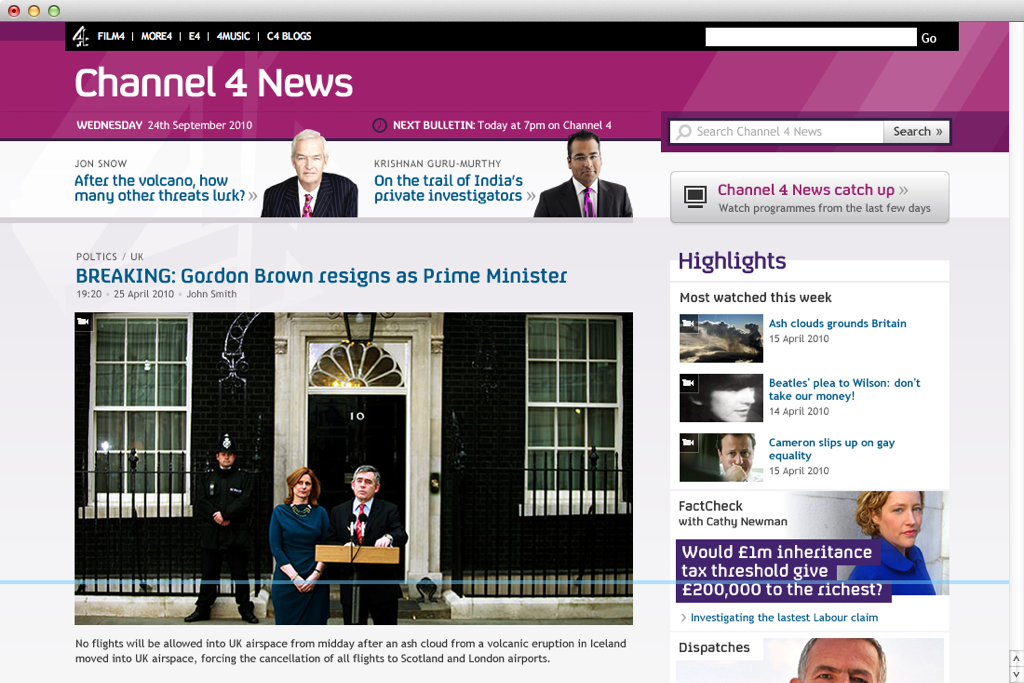 4 FILM4 | MORE4 | E4 | 4MUSIC | C4 BLOGS
Go
Channel 4 News
WEDNESDAY 24th September 2010
NEXT BULLETIN: Today at 7pm on Channel 4
Search Channel 4 News
Search »
JON SNOW
After the volcano, how
many other threats lurk? »
KRISHNAN GURU-MURTHY
On the trail of India's
private investigators »
Channel 4 News catch up »
Watch programmes from the last few days
POLTICS / UK
BREAKING: Gordon Brown resigns as Prime Minister
19:20 • 25 April 2010 • John Smith
10
No flights will be allowed into UK airspace from midday after an ash cloud from a volcanic eruption in Iceland
moved into UK airspace, forcing the cancellation of all flights to Scotland and London airports.
Highlights
Most watched this week
Ash clouds grounds Britain
15 April 2010
Beatles' plea to Wilson: don't
take our money!
14 April 2010
Cameron slips up on gay
equality
15 April 2010
FactCheck
with Cathy Newman
Would £1m inheritance
tax threshold give
£200,000 to the richest?
› Investigating the lastest Labour claim
Dispatches